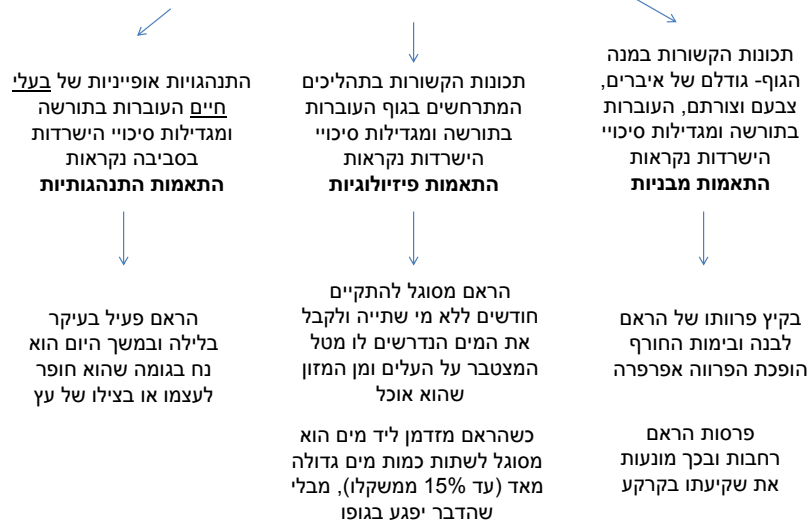 תכונות הקשורות במנה
הגוף- גודלם של איברים,
צבעם וצורתם, העוברות
בתורשה ומגדילות סיכויי
הישרדות נקראות
התאמות מבניות
תכונות הקשורות בתהליכים
המתרחשים בגוף העוברות
בתורשה ומגדילות סיכויי
הישרדות נקראות
התאמות פיזיולוגיות
התנהגויות אופייניות של בעלי
חיים העוברות בתורשה
ומגדילות סיכויי הישרדות
בסביבה נקראות
התאמות התנהגותיות
בקיץ פרוותו של הראם
לבנה ובימות החורף
הופכת הפרווה אפרפרה
פרסות הראם
רחבות ובכך מונעות
את שקיעתו בקרקע
הראם מסוגל להתקיים
חודשים ללא מי שתייה ולקבל
את המים הנדרשים לו מטל
המצטבר על העלים ומן המזון
שהוא אוכל
כשהראם מזדמן ליד מים הוא
מסוגל לשתות כמות מים גדולה
מאד (עד 15% ממשקלו), מבלי
שהדבר יפגע בגופו
הראם פעיל בעיקר
בלילה ובמשך היום הוא
נח בגומה שהוא חופר
לעצמו או בצילו של עץ